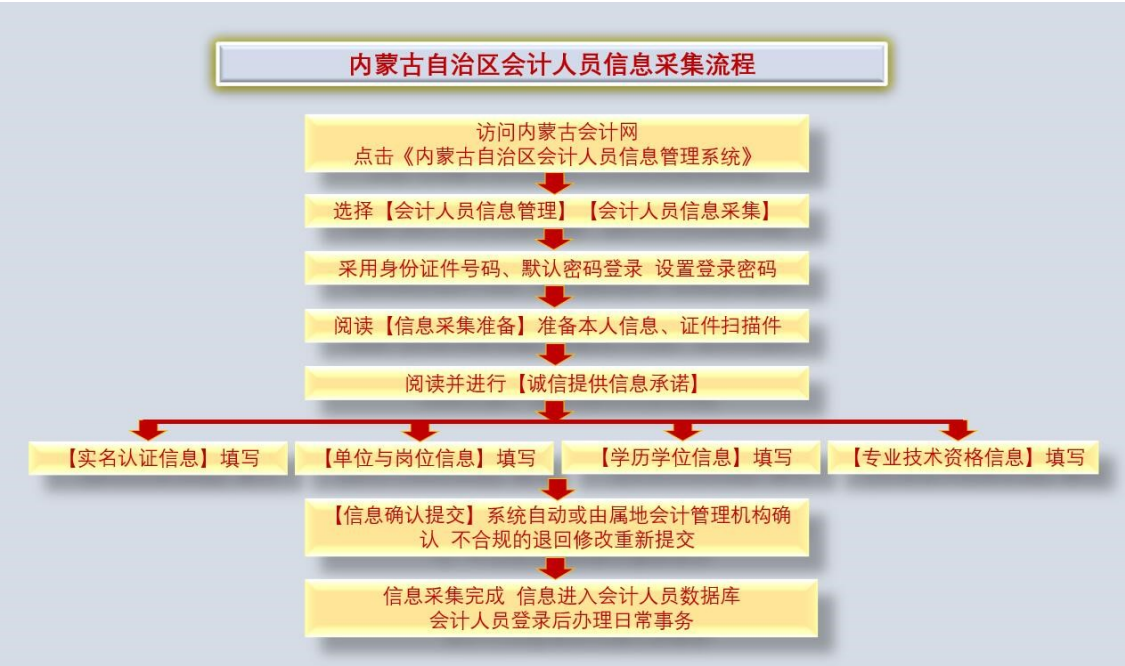 内蒙古自治区会计人员信息采集流程
访问内蒙古会计网
点击《内蒙古自治区会计人员信息管理系统》
选择【会计人员信息管理】【会计人员信息采集】
采用身份证件号码、默认密码登录 设置登录密码
阅读【信息采集准备】准备本人信息、证件扫描件
阅读并进行【诚信提供信息承诺】
【实名认证信息】填写
【单位与岗位信息】填写
【学历学位信息】填写
【专业技术资格信息】填写
【信息确认提交】系统自动或由属地会计管理机构确
认 不合规的退回修改重新提交
信息采集完成 信息进入会计人员数据库
会计人员登录后办理日常事务